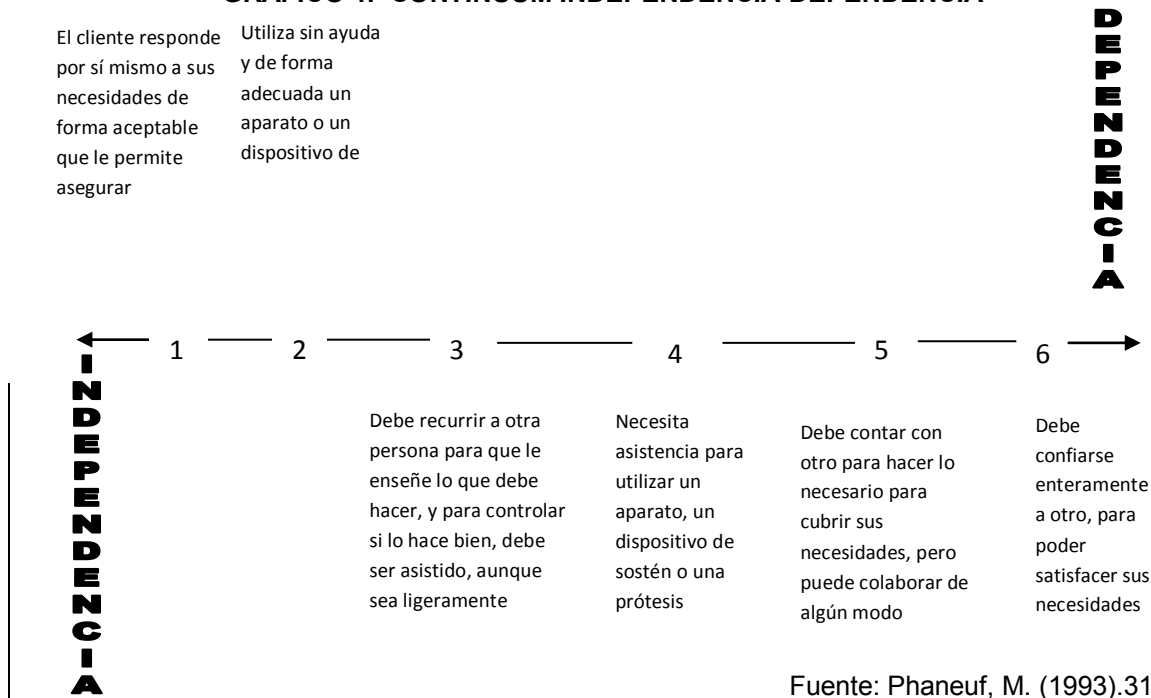 El cliente responde
por sí mismo a sus
necesidades de
forma aceptable
que le permite
asegurar
Utiliza sin ayuda
y de forma
adecuada un
aparato o un
dispositivo de
DEPENDENCIA
1 2 3 4 5 6
INDEPENDENCIA
Debe recurrir a otra
persona para que le
enseñe lo que debe
hacer, y para controlar
si lo hace bien, debe
ser asistido, aunque
sea ligeramente
Necesita
asistencia para
utilizar un
aparato, un
dispositivo de
sostén o una
prótesis
Debe contar con
otro para hacer lo
necesario para
cubrir sus
necesidades, pero
puede colaborar de
algún modo
Debe
confiarse
enteramente
a otro, para
poder
satisfacer sus
necesidades
Fuente: Phaneuf, M. (1993).31